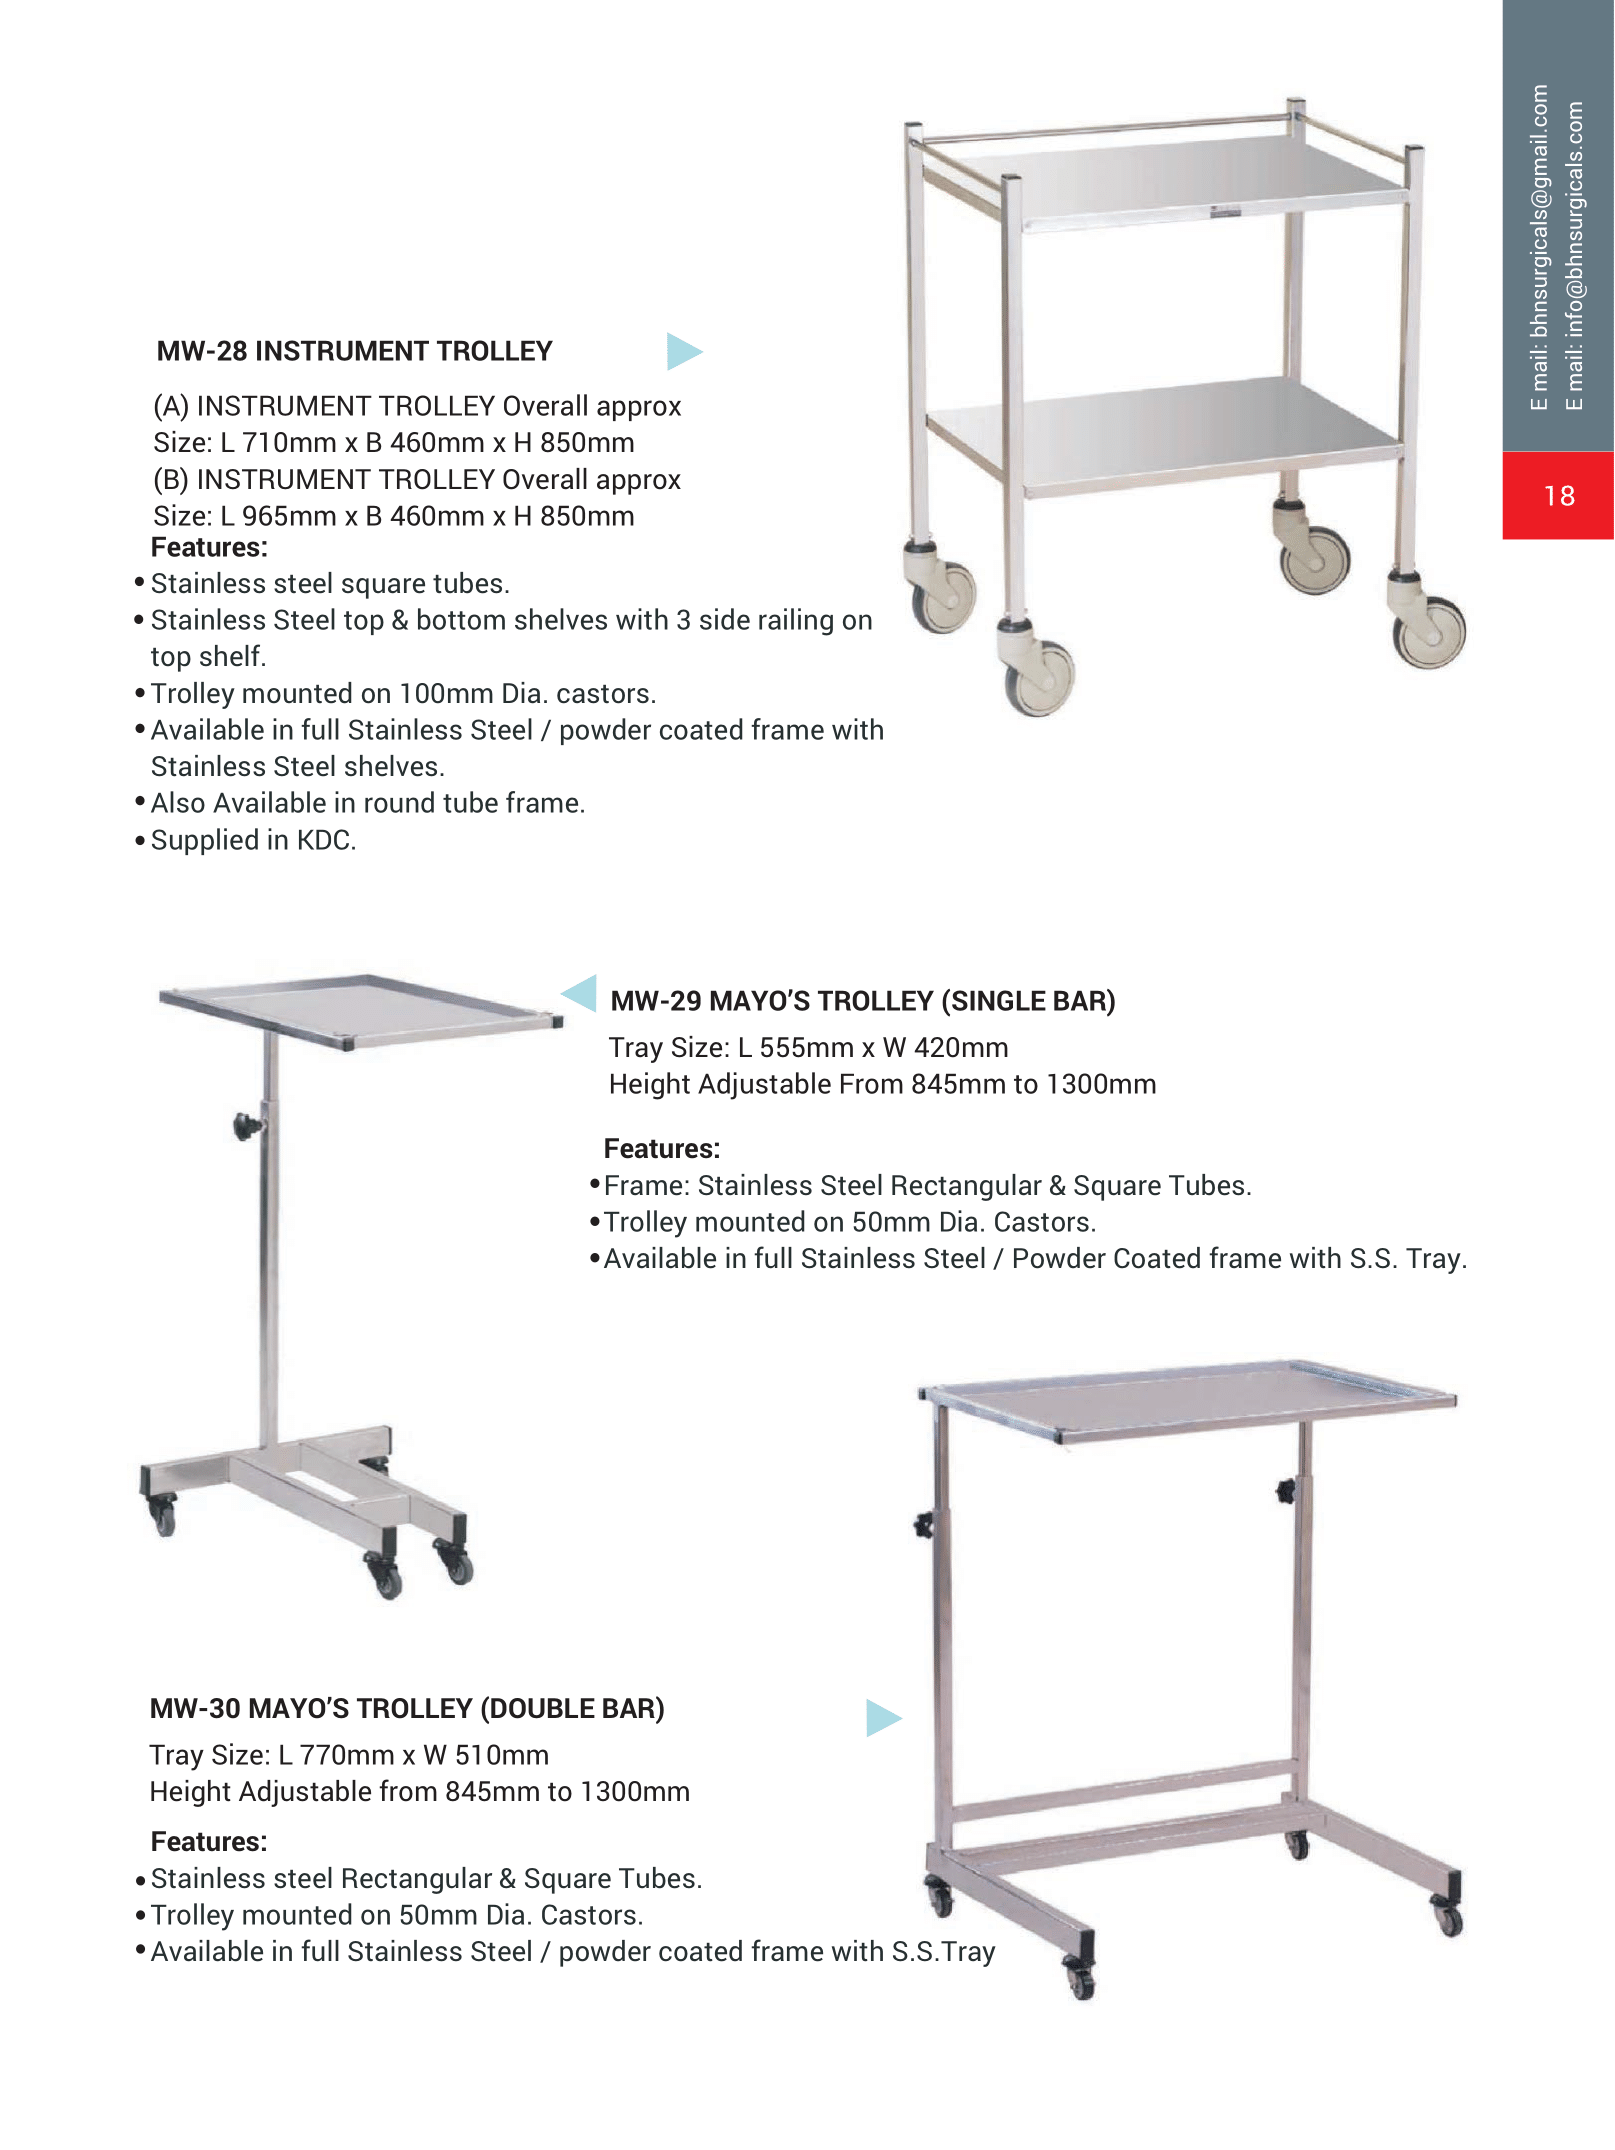 E mail: bhnsurgicals@gmail.com
E mail: info@bhnsurgicals.com
18
MW-28 INSTRUMENT TROLLEY
(A) INSTRUMENT TROLLEY Overall approx
Size: L 710mm x B 460mm x H 850mm
(B) INSTRUMENT TROLLEY Overall approx
Size: L 965mm x B 460mm x H 850mm
Features:
• Stainless steel square tubes.
• Stainless Steel top & bottom shelves with 3 side railing on
top shelf.
• Trolley mounted on 100mm Dia. castors.
• Available in full Stainless Steel / powder coated frame with
Stainless Steel shelves.
• Also Available in round tube frame.
• Supplied in KDC.
MW-29 MAYO’S TROLLEY (SINGLE BAR)
Tray Size: L 555mm x W 420mm
Height Adjustable From 845mm to 1300mm
Features:
• Frame: Stainless Steel Rectangular & Square Tubes.
• Trolley mounted on 50mm Dia. Castors.
• Available in full Stainless Steel / Powder Coated frame with S.S. Tray.
MW-30 MAYO’S TROLLEY (DOUBLE BAR)
Tray Size: L 770mm x W 510mm
Height Adjustable from 845mm to 1300mm
Features:
• Stainless steel Rectangular & Square Tubes.
• Trolley mounted on 50mm Dia. Castors.
• Available in full Stainless Steel / powder coated frame with S.S.Tray